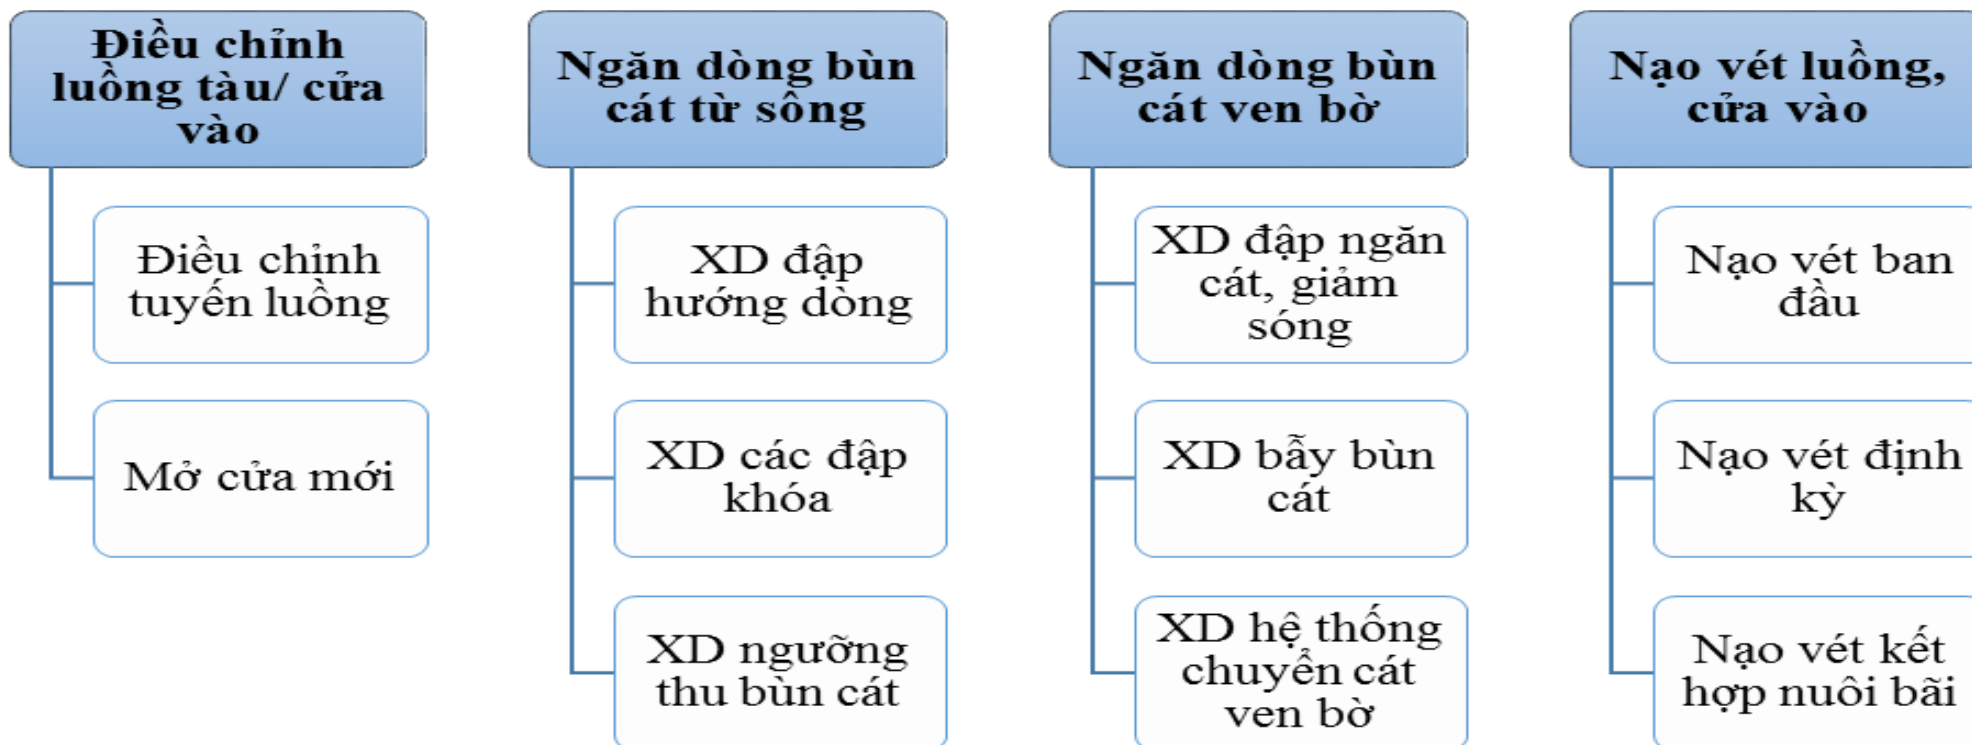 Điều chỉnh
luồng tàu/ cửa
vào
Điều chỉnh
tuyến luồng
Mở cửa mới
Ngăn dòng bùn
cát từ sông
XD đập
hướng dòng
XD các đập
khóa
XD ngưỡng
thu bùn cát
Ngăn dòng bùn
cát ven bờ
XD đập ngăn
cát, giảm
sóng
XD bẫy bùn
cát
XD hệ thống
chuyển cát
ven bờ
Nạo vét luồng,
cửa vào
Nạo vét ban
đầu
Nạo vét định
kỳ
Nạo vét kết
hợp nuôi bãi